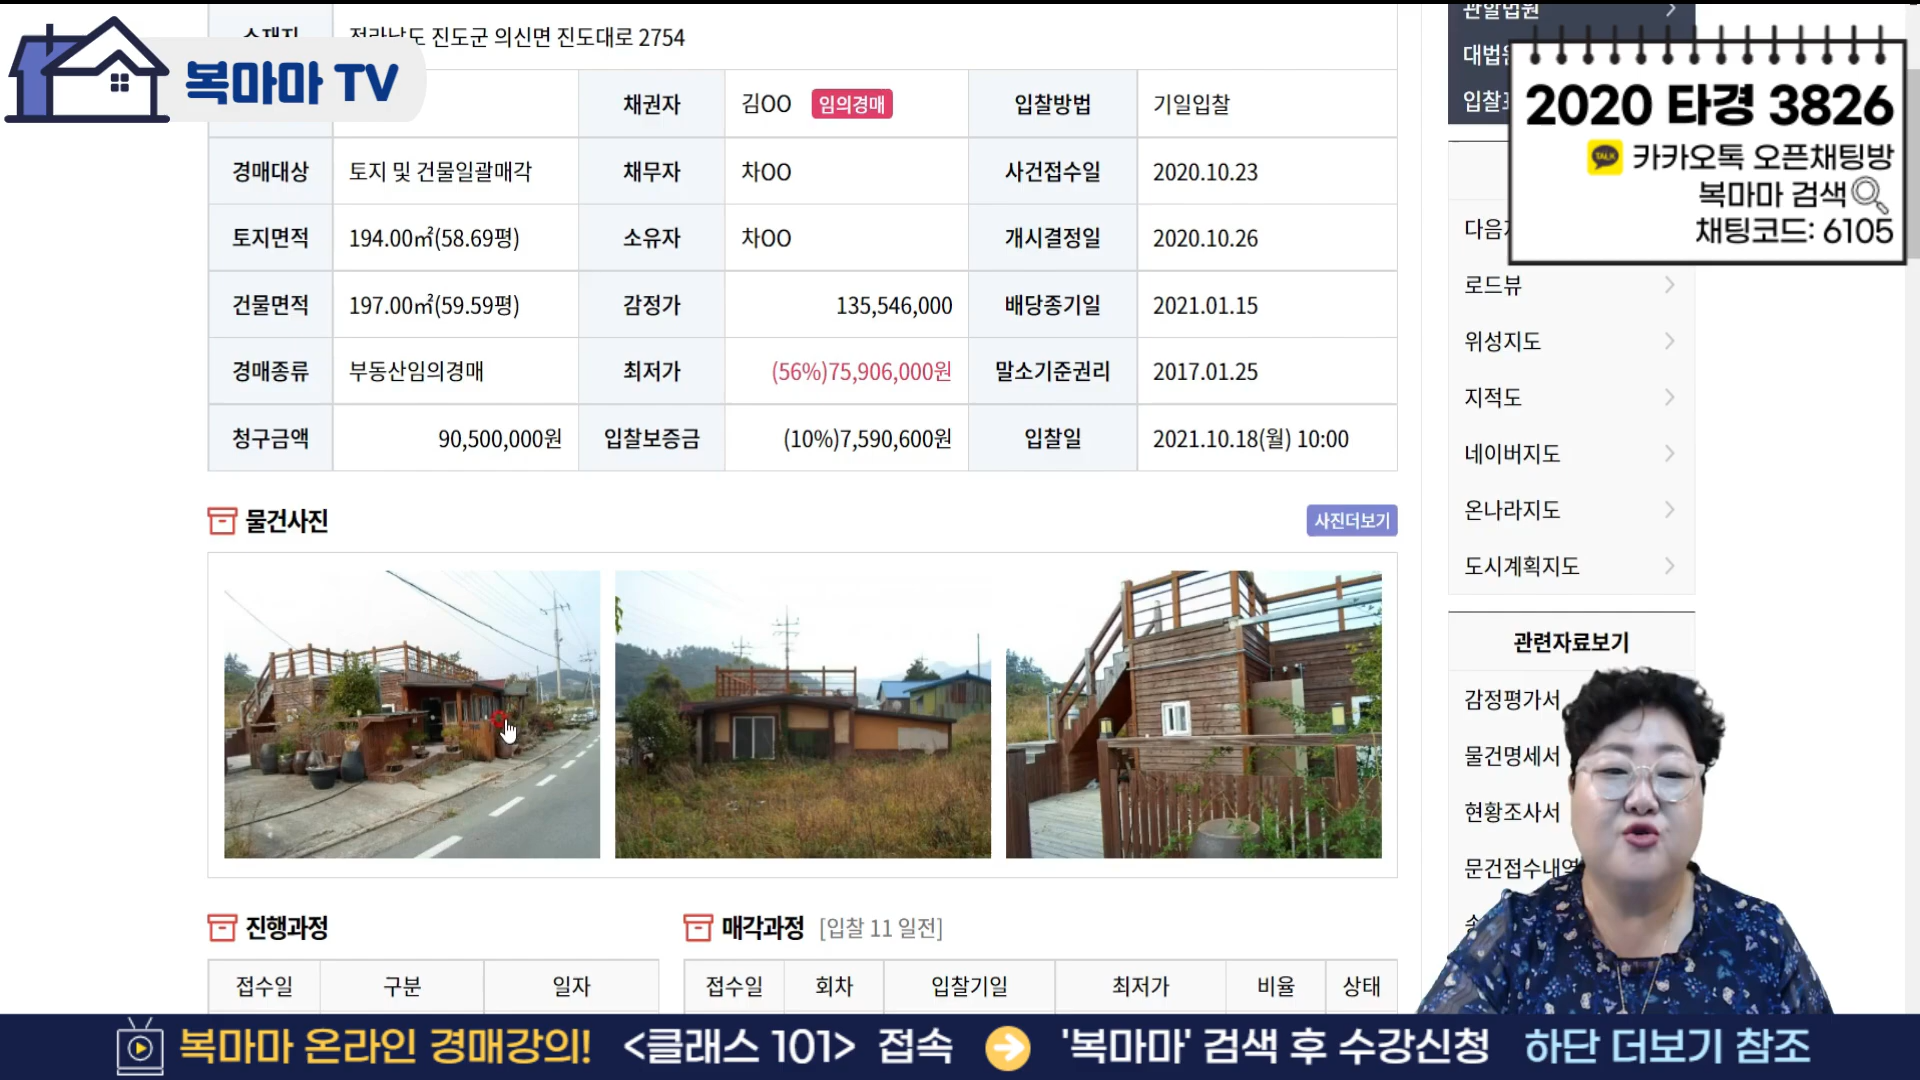 복마마 TV
전라남도 진도군 의신면 진도대로 2754
채권자 김OO 임의경매 입찰방법 기일입찰
경매대상 토지 및 건물일괄매각 채무자 차OO 사건접수일 2020.10.23
토지면적 194.00㎡(58.69평) 소유자 차OO 개시결정일 2020.10.26
건물면적 197.00㎡(59.59평) 감정가 135,546,000 배당종기일 2021.01.15
경매종류 부동산임의경매 최저가 (56%)75,906,000원 말소기준권리 2017.01.25
청구금액 90,500,000원 입찰보증금 (10%)7,590,600원 입찰일 2021.10.18(월) 10:00
물건사진 사진더보기
진행과정
접수일 구분 일자
매각과정 [입찰 11 일전]
접수일 회차 입찰기일 최저가 비율 상태
관할법원
2020 타경 3826
TALK 카카오톡 오픈채팅방
복마마 검색
채팅코드: 6105
로드뷰
위성지도
지적도
네이버지도
온나라지도
도시계획지도
관련자료보기
감정평가서
물건명세서
현황조사서
문건접수내역
복마마 온라인 경매강의! <클래스 101> 접속 '복마마' 검색 후 수강신청 하단 더보기 참조